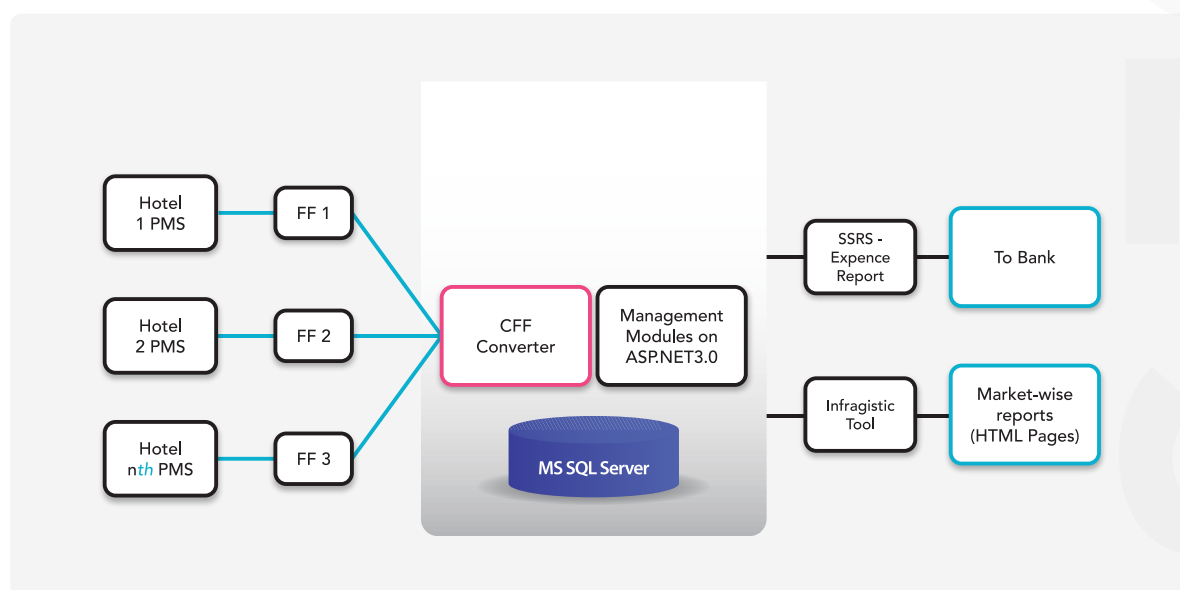 Hotel
1 PMS
FF 1
Hotel
2 PMS
FF 2
Hotel
nth PMS
FF 3
CFF
Converter
Management
Modules on
ASP.NET3.0
MS SQL Server
SSRS -
Expence
Report
To Bank
Infragistic
Tool
Market-wise
reports
(HTML Pages)